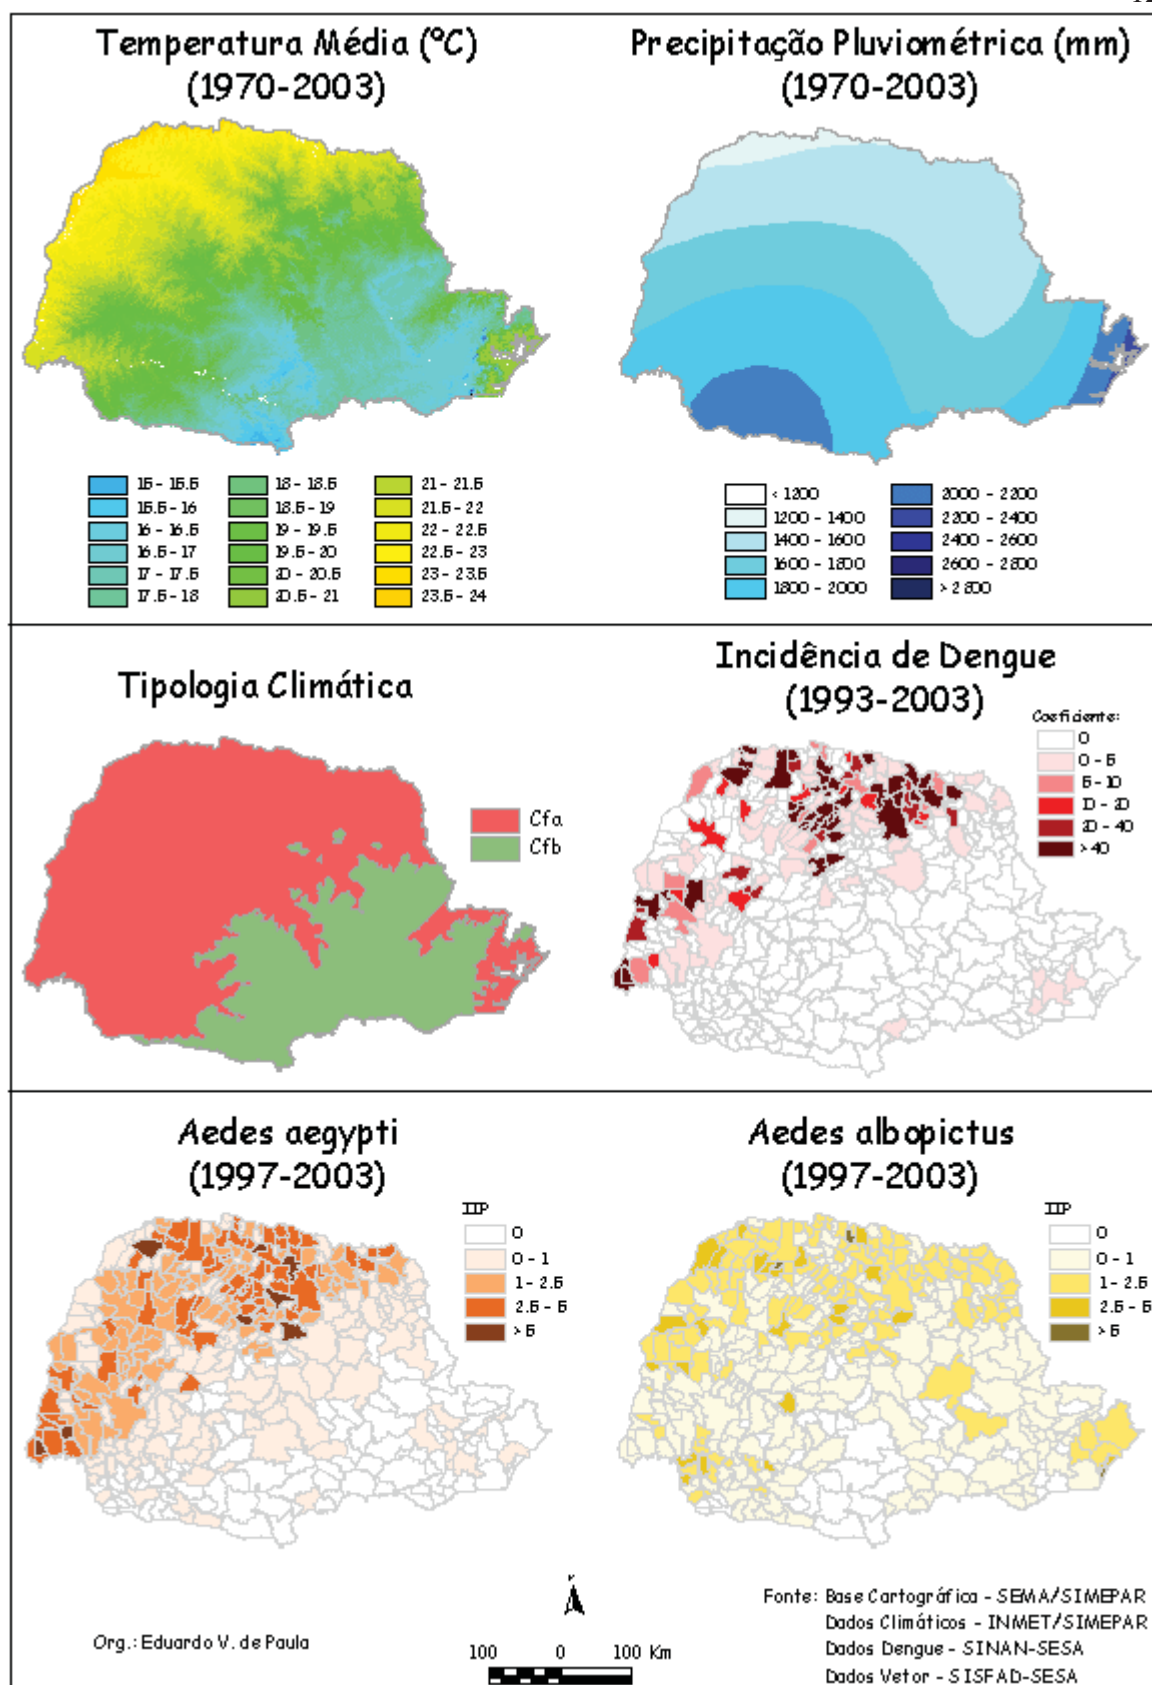 Temperatura Média (ºC)
(1970-2003)
Precipitação Pluviométrica (mm)
(1970-2003)
15 - 15.5
15.5 - 16
16 - 16.5
16.5 - 17
17 - 17.5
17.5 - 18
18 - 18.5
18.5 - 19
19 - 19.5
19.5 - 20
20 - 20.5
20.5 - 21
21 - 21.5
21.5 - 22
22 - 22.5
22.5 - 23
23 - 23.5
23.5 - 24
< 1200
1200 - 1400
1400 - 1600
1600 - 1800
1800 - 2000
2000 - 2200
2200 - 2400
2400 - 2600
2600 - 2800
> 2800
Tipologia Climática
Cfa
Cfb
Incidência de Dengue
(1993-2003)
Coeficiente:
0
0 - 5
5 - 10
10 - 20
20 - 40
> 40
Aedes aegypti
(1997-2003)
IIP
0
0 - 1
1 - 2.5
2.5 - 5
> 5
Aedes albopictus
(1997-2003)
IIP
0
0 - 1
1 - 2.5
2.5 - 5
> 5
Org.: Eduardo V. de Paula
100 0 100 Km
Fonte: Base Cartográfica - SEMA/SIMEPAR
Dados Climáticos - INMET/SIMEPAR
Dados Dengue - SINAN-SESA
Dados Vetor - SISFAD-SESA